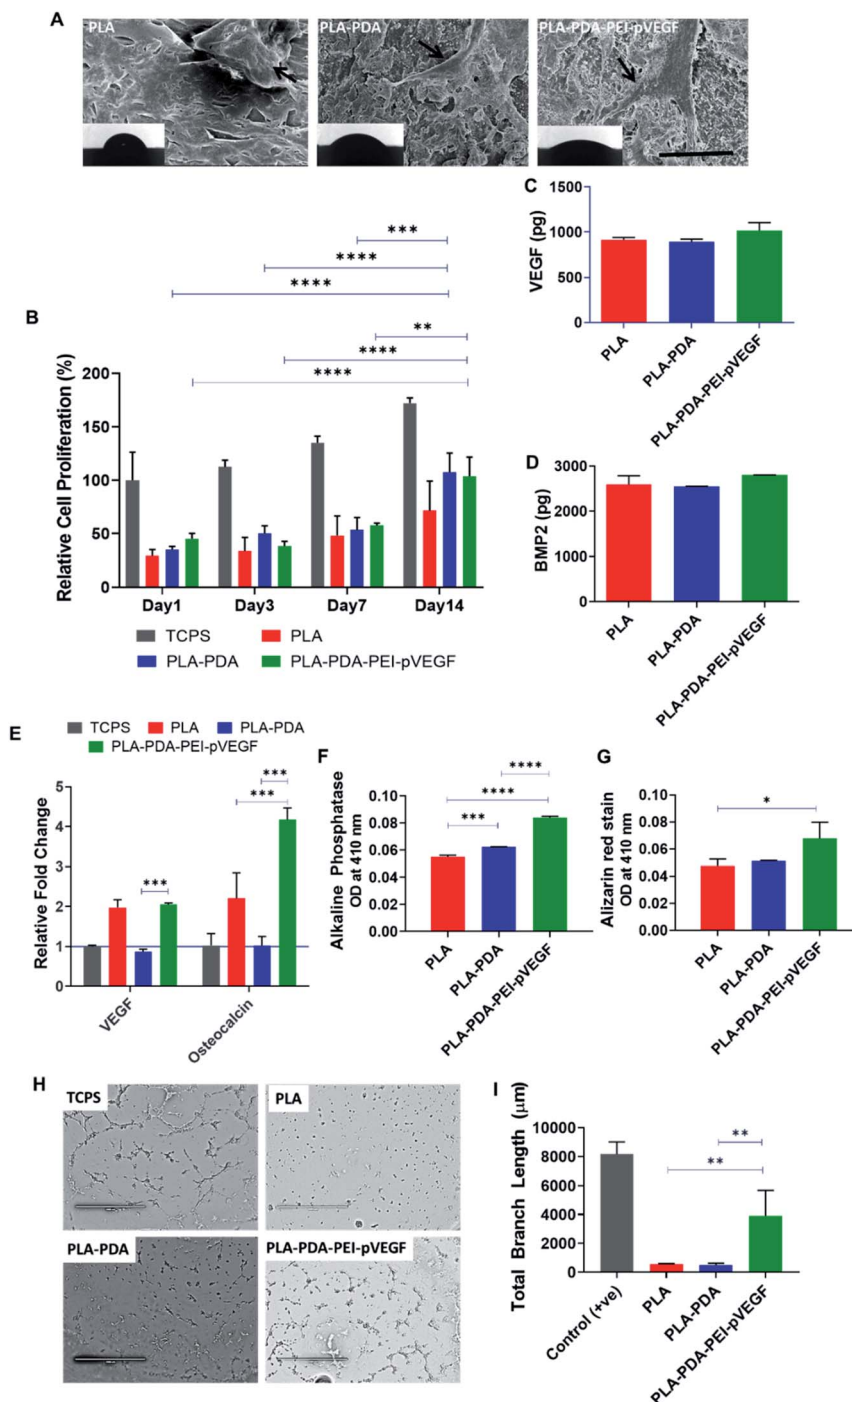 A
PLA
PLA-PDA
PLA-PDA-PEI-pVEGF
B
Relative Cell Proliferation (%)
200
150
100
50
0
Day1
Day3
Day7
Day14
***
****
****
**
****
****
TCPS
PLA
PLA-PDA
PLA-PDA-PEI-pVEGF
C
VEGF (pg)
1500
1000
500
0
PLA
PLA-PDA
PLA-PDA-PEI-pVEGF
D
BMP2 (pg)
3000
2000
1000
0
PLA
PLA-PDA
PLA-PDA-PEI-pVEGF
E
TCPS
PLA
PLA-PDA
PLA-PDA-PEI-pVEGF
Relative Fold Change
5
4
3
2
1
0
***
***
***
VEGF
Osteocalcin
F
Alkaline Phosphatase
OD at 410 nm
0.10
0.08
0.06
0.04
0.02
0.00
****
****
***
PLA
PLA-PDA
PLA-PDA-PEI-pVEGF
G
Alizarin red stain
OD at 410 nm
0.10
0.08
0.06
0.04
0.02
0.00
*
PLA
PLA-PDA
PLA-PDA-PEI-pVEGF
H
TCPS
PLA
PLA-PDA
PLA-PDA-PEI-pVEGF
I
Total Branch Length (μm)
10000
8000
6000
4000
2000
0
**
**
Control (+ve)
PLA
PLA-PDA
PLA-PDA-PEI-pVEGF